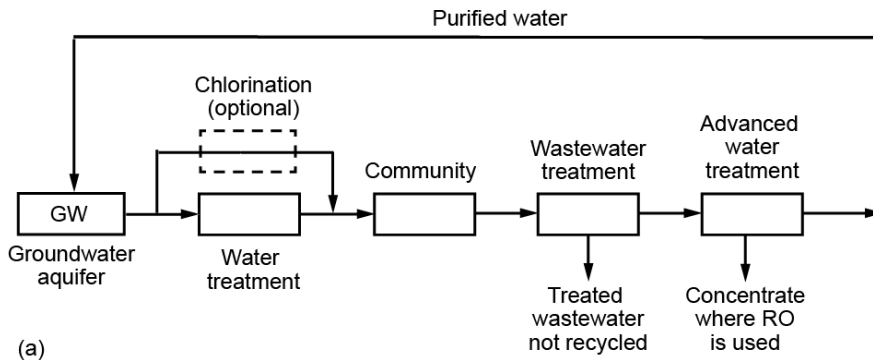 Purified water
Chlorination
(optional)
Community
Wastewater
treatment
Advanced
water
treatment
GW
Groundwater
aquifer
Water
treatment
Treated
wastewater
not recycled
Concentrate
where RO
is used
(a)